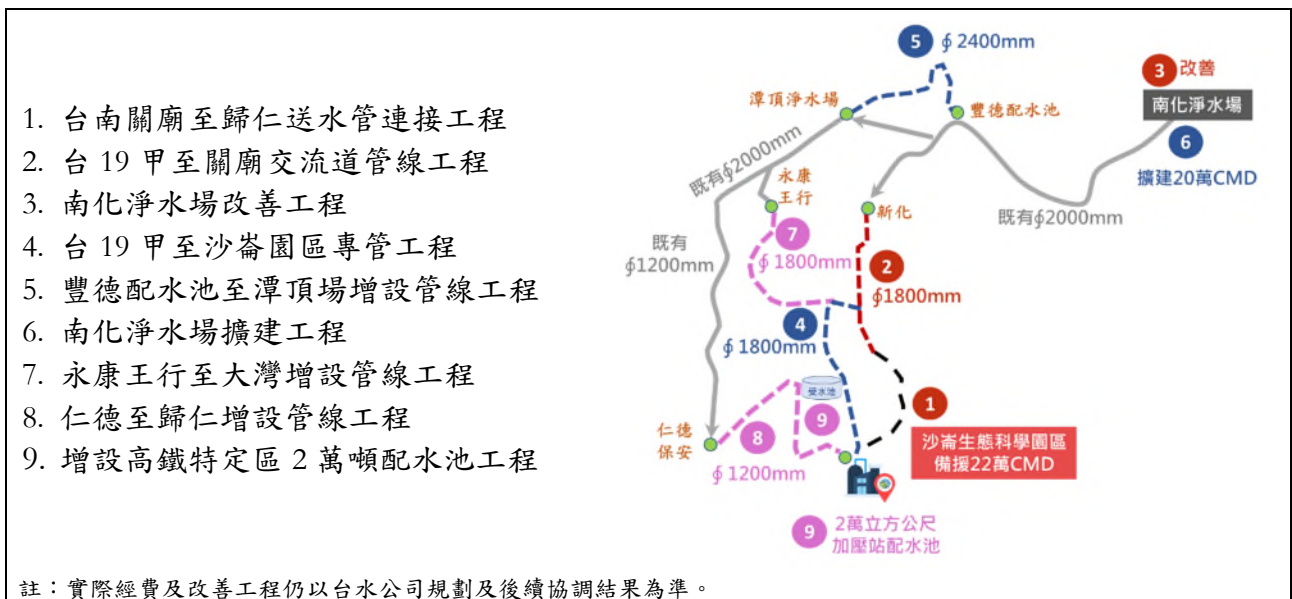 1. 台南關廟至歸仁送水管連接工程
2. 台 19 甲至關廟交流道管線工程
3. 南化淨水場改善工程
4. 台 19 甲至沙崙園區專管工程
5. 豐德配水池至潭頂場增設管線工程
6. 南化淨水場擴建工程
7. 永康王行至大灣增設管線工程
8. 仁德至歸仁增設管線工程
9. 增設高鐵特定區 2 萬噸配水池工程
5 ∮2400mm
3 改善
潭頂淨水場
豐德配水池
南化淨水場
6
擴建20萬CMD
既有∮2000mm
永康
王行
新化
既有∮2000mm
既有
∮1200mm
7
∮1800mm
2
∮1800mm
4
∮1800mm
受水池
1
9
仁德
保安
8
∮1200mm
沙崙生態科學園區
備援22萬CMD
9
2萬立方公尺
加壓站配水池
註：實際經費及改善工程仍以台水公司規劃及後續協調結果為準。